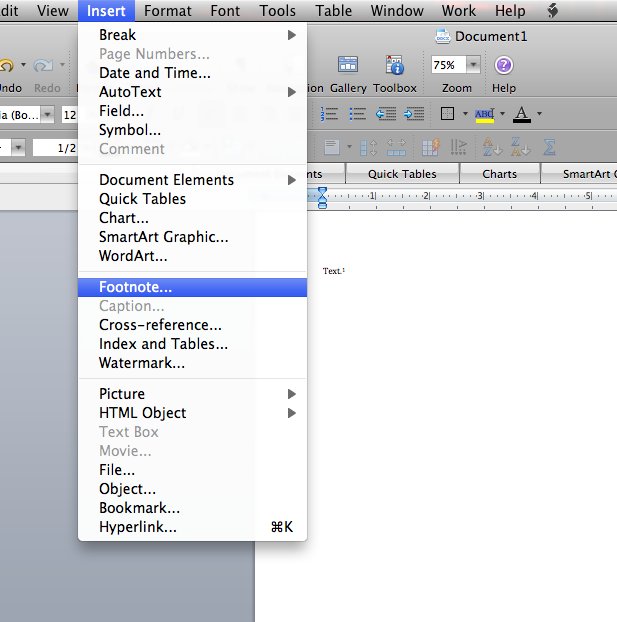 dit View Insert Format Font Tools Table Window Work Help
Document1
ndo Redo ion Gallery Toolbox 75% Zoom Help
ia (Bo... 12 ABC A
1/2
nts Quick Tables Charts SmartArt G
1 2 3 4 5
Break
Page Numbers...
Date and Time...
AutoText
Field...
Symbol...
Comment
Document Elements
Quick Tables
Chart...
SmartArt Graphic...
WordArt...
Footnote...
Caption...
Cross-reference...
Index and Tables...
Watermark...
Picture
HTML Object
Text Box
Movie...
File...
Object...
Bookmark...
Hyperlink... ⌘K
Text.¹